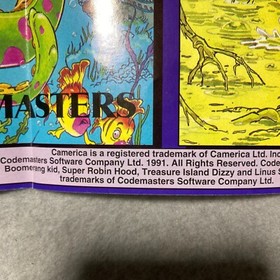 MASTERS
Camerica is a registered trademark of Camerica Ltd. Inc
Codemasters Software Company Ltd. 1991. All Rights Reserved. Code
Boomerang kid, Super Robin Hood, Treasure Island Dizzy and Linus S
trademarks of Codemasters Software Company Ltd.